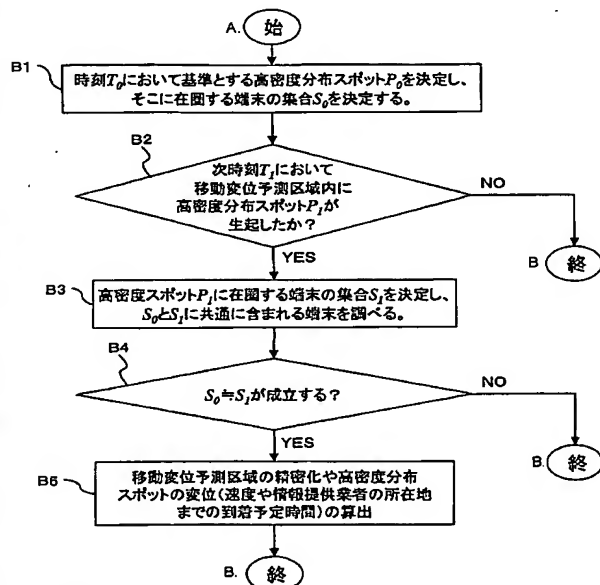 A. 始
B1
時刻T0において基準とする高密度分布スポットP0を決定し、
そこに在圏する端末の集合S0を決定する。
B2
次時刻T1において
移動変位予測区域内に
高密度分布スポットP1が
生起したか？
NO
B 終
YES
B3
高密度スポットP1に在圏する端末の集合S1を決定し、
S0とS1に共通に含まれる端末を調べる。
B4
S0≒S1が成立する？
NO
B. 終
YES
B6
移動変位予測区域の精密化や高密度分布
スポットの変位(速度や情報提供業者の所在地
までの到着予定時間)の算出
B. 終